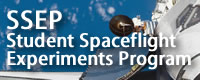 SSEP
Student Spaceflight
Experiments Program